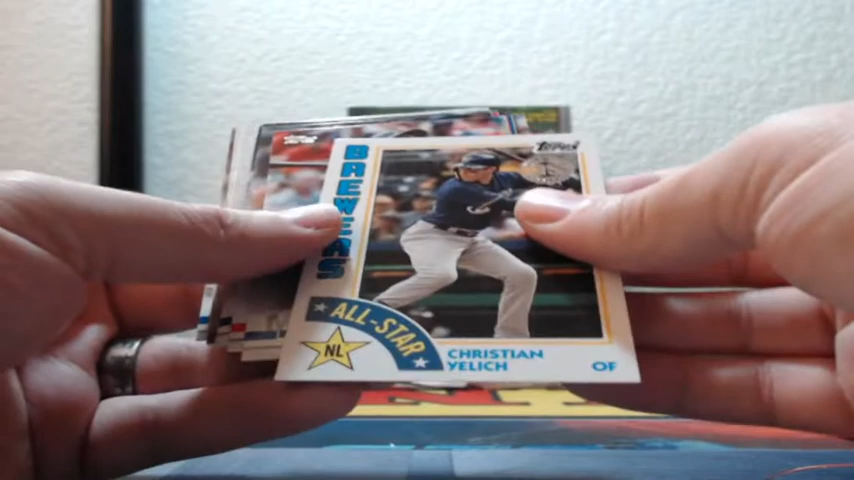 Topps
BREWERS
ALL-STAR
NL
CHRISTIAN
YELICH
OF